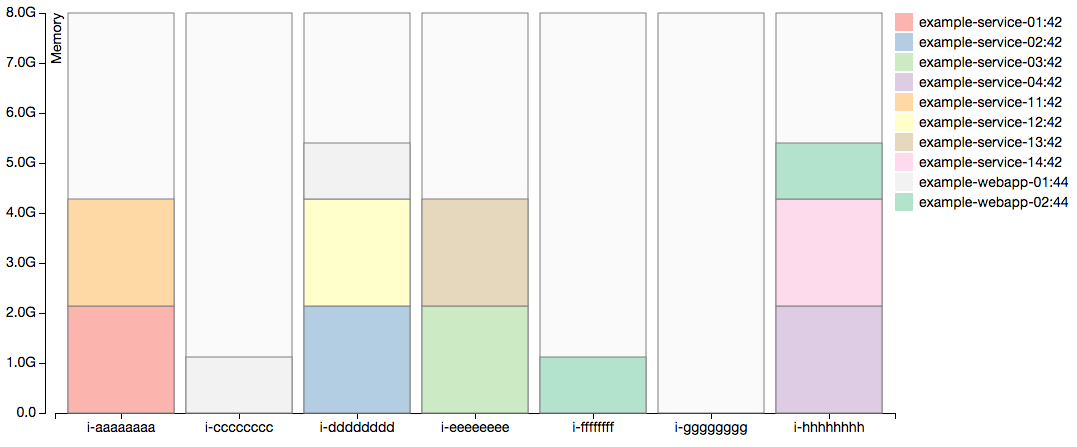 8.0G
7.0G
6.0G
5.0G
4.0G
3.0G
2.0G
1.0G
0.0
Memory
i-aaaaaaaa
i-cccccccc
i-dddddddd
i-eeeeeeee
i-ffffffff
i-gggggggg
i-hhhhhhhh
example-service-01:42
example-service-02:42
example-service-03:42
example-service-04:42
example-service-11:42
example-service-12:42
example-service-13:42
example-service-14:42
example-webapp-01:44
example-webapp-02:44